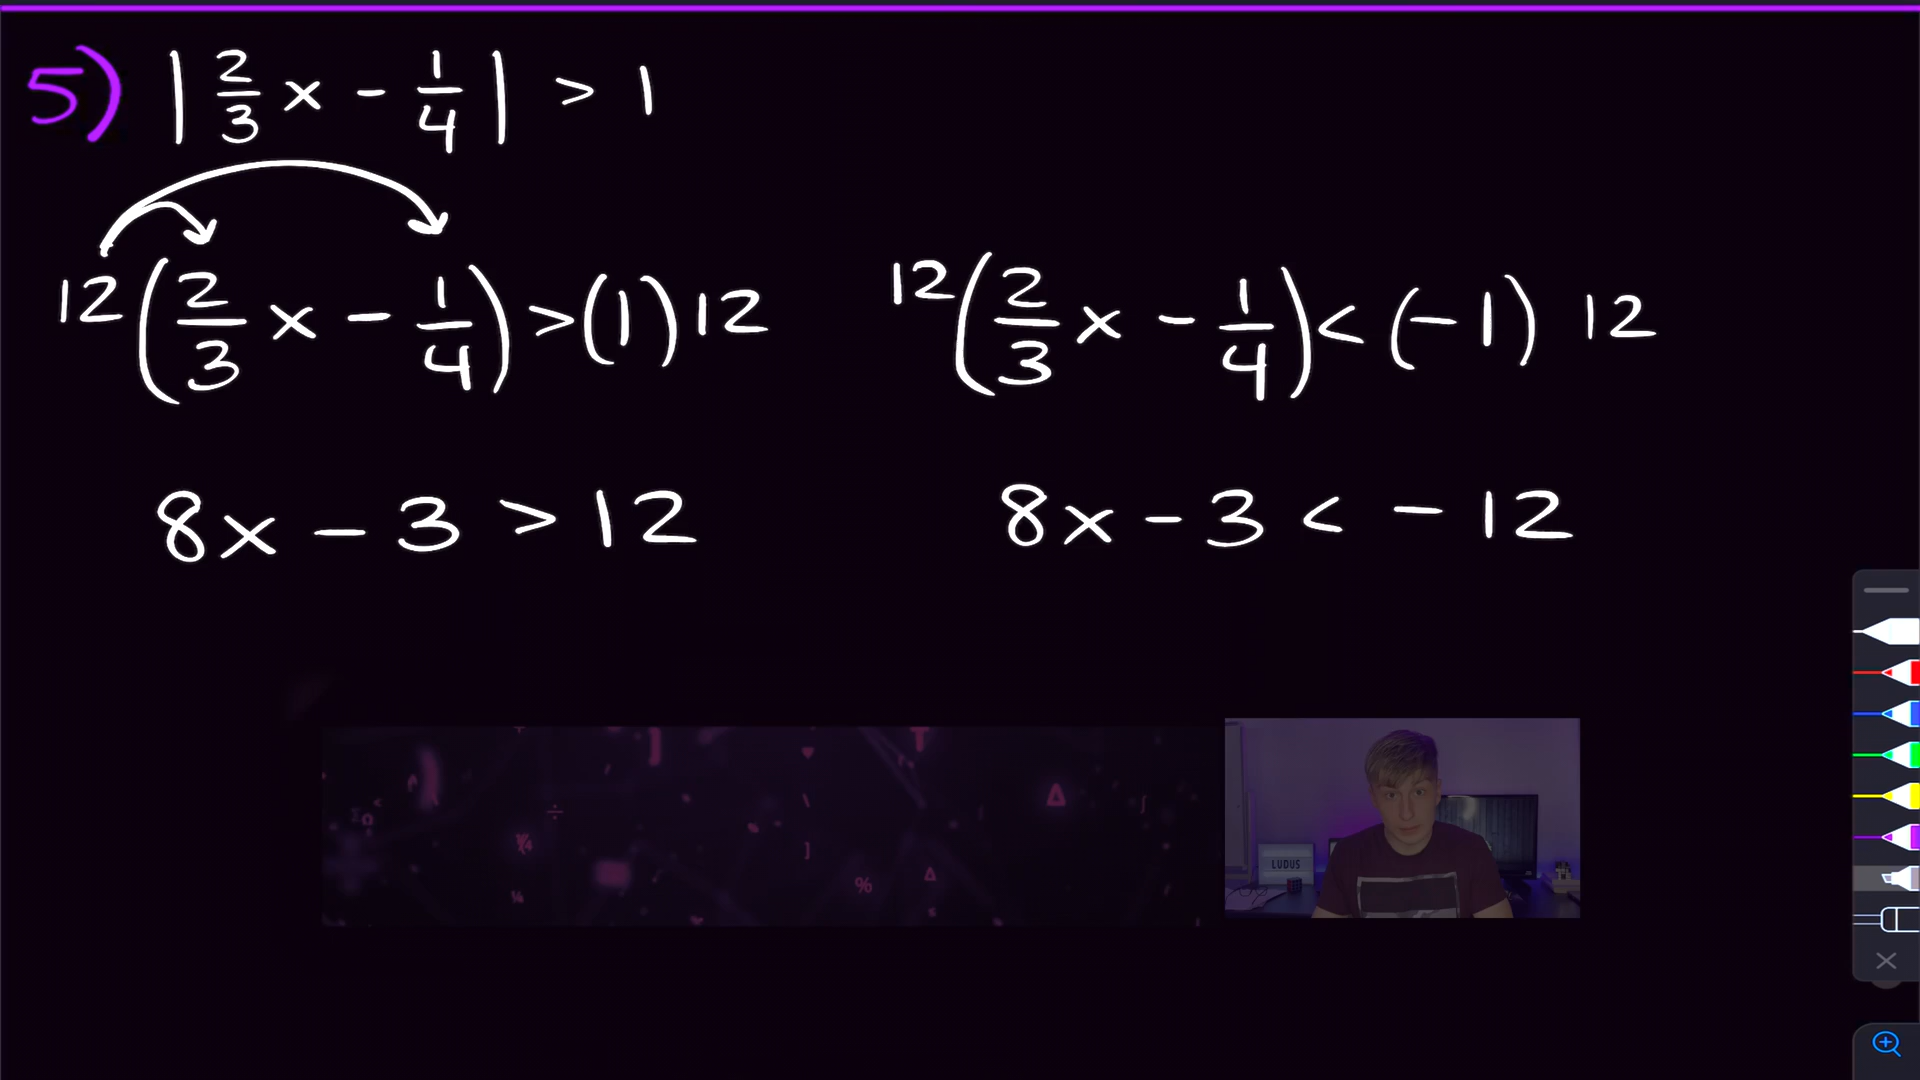 5) |2/3 x - 1/4| > 1
12(2/3 x - 1/4) > (1) 12
12(2/3 x - 1/4) < (-1) 12
8x - 3 > 12
8x - 3 < -12
LUDUS